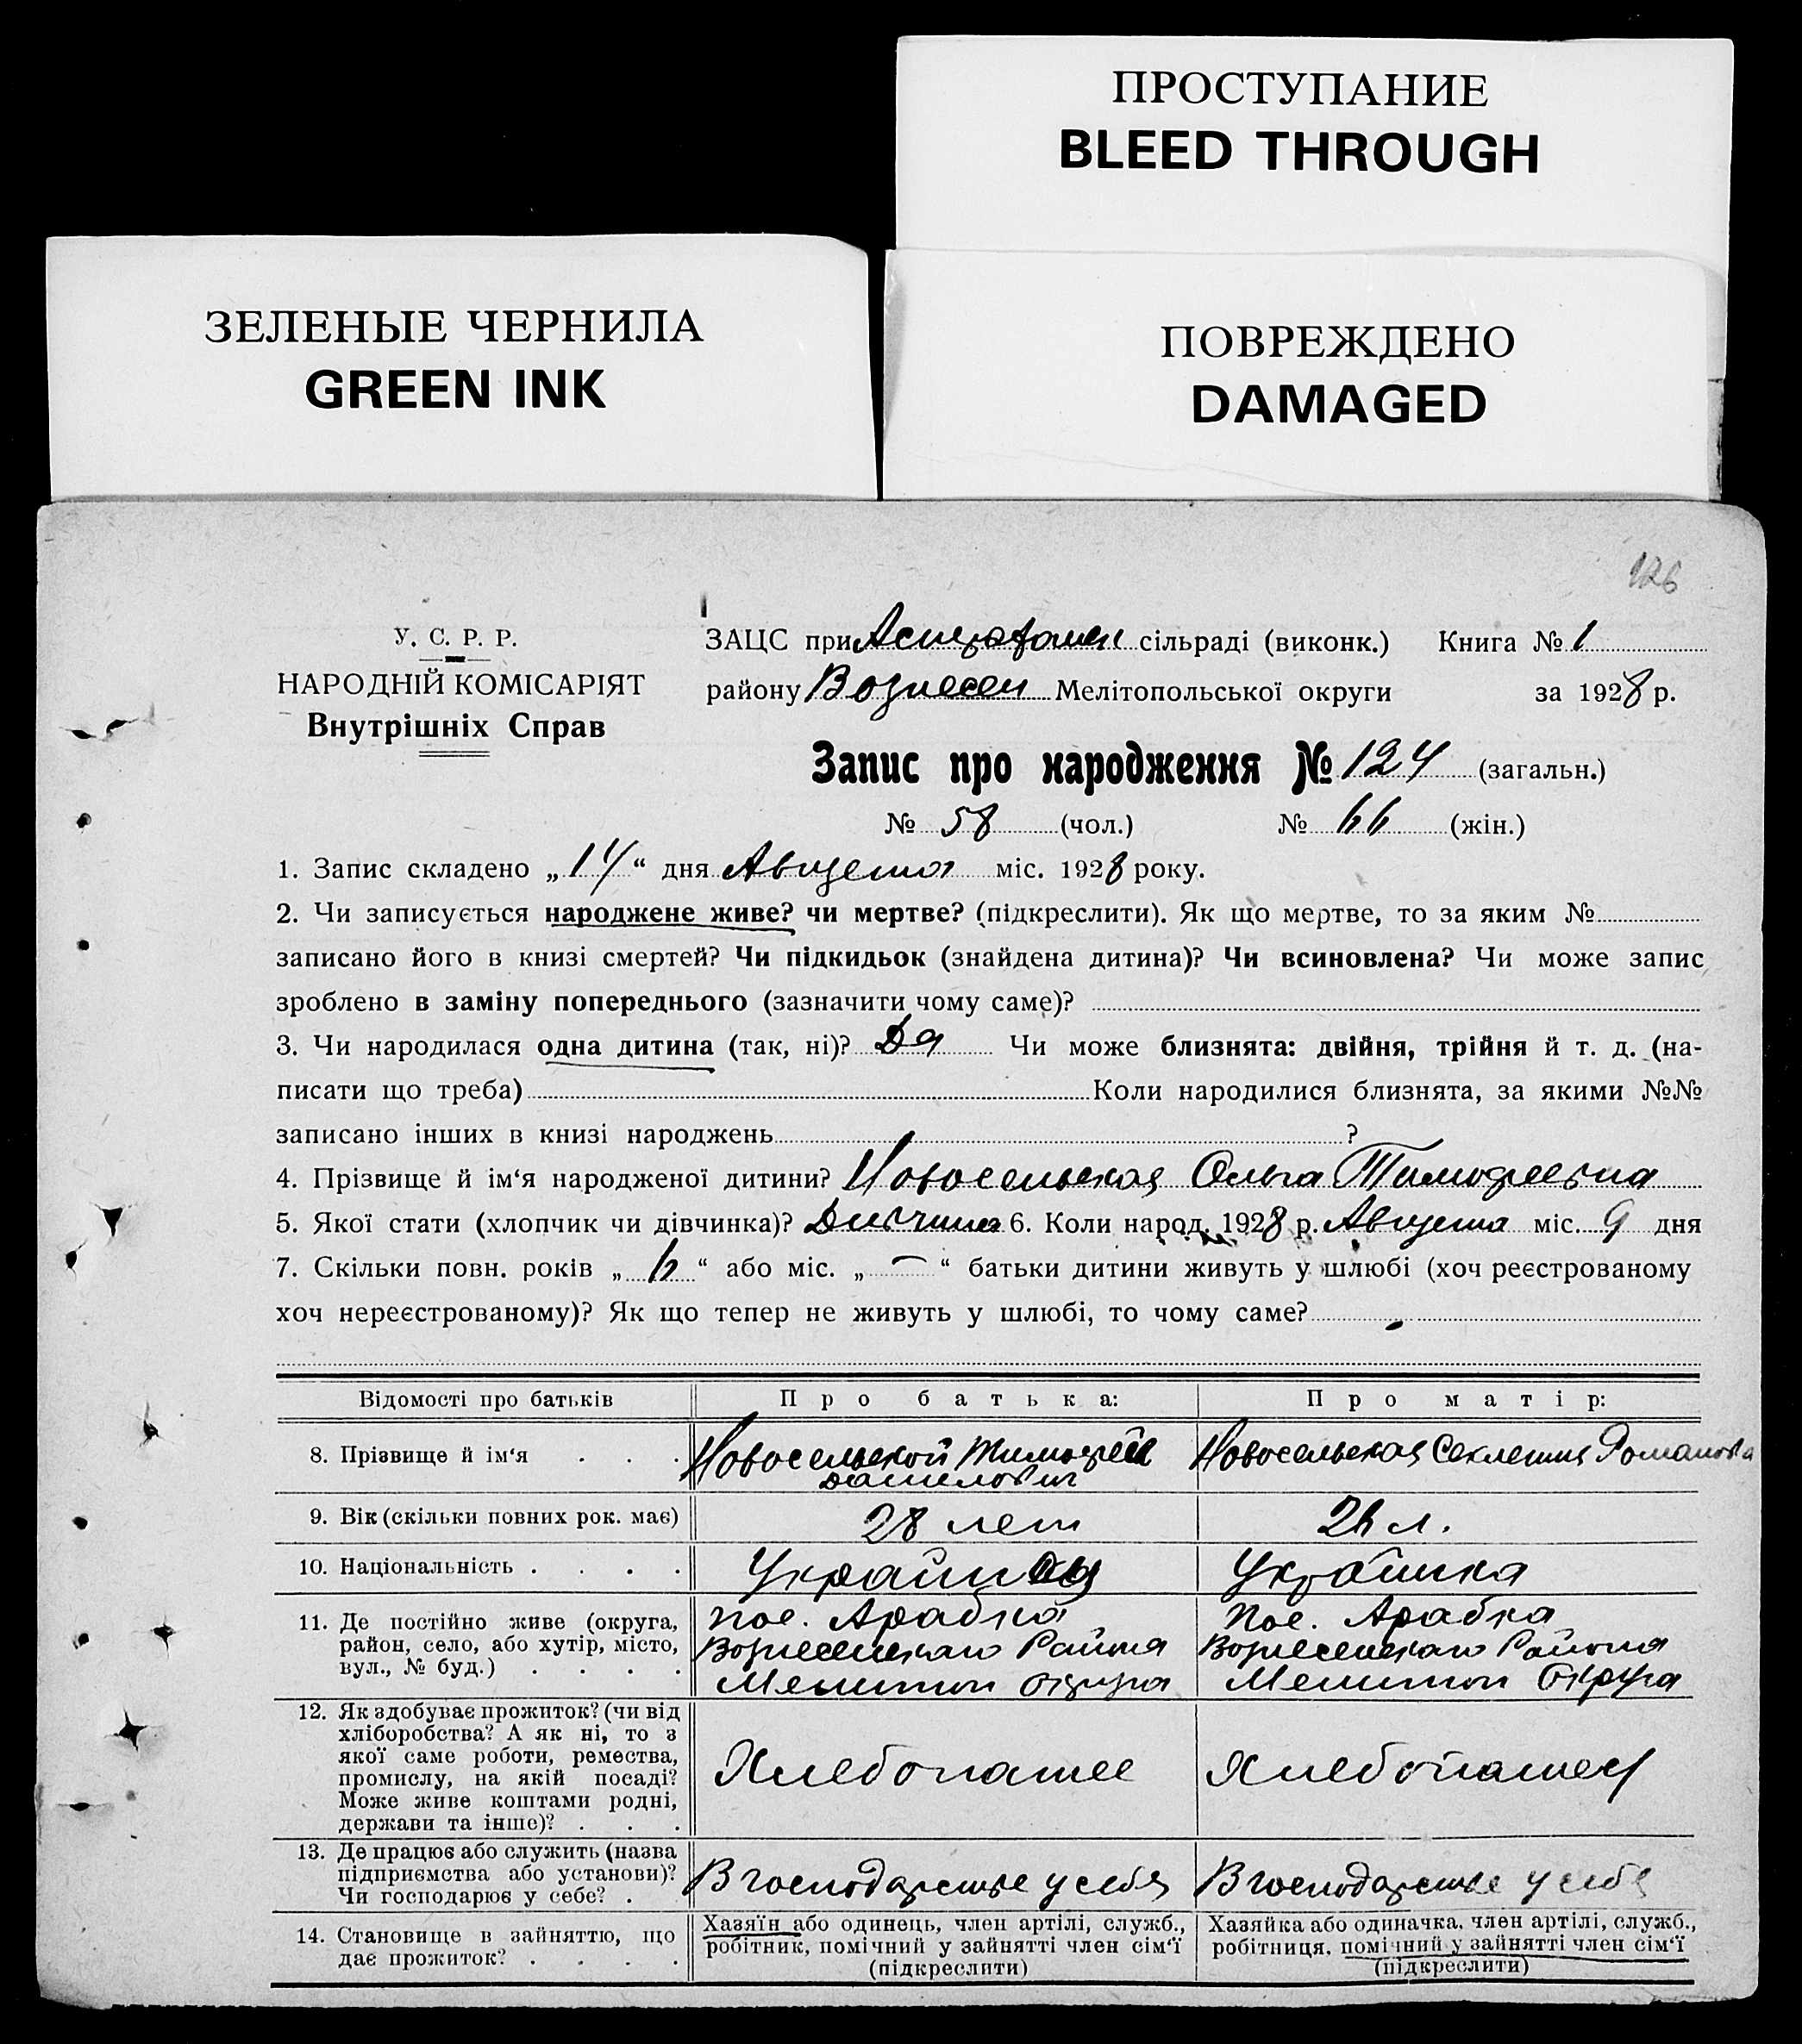 ПРОСТУПАНИЕ
BLEED THROUGH
ЗЕЛЕНЫЕ ЧЕРНИЛА
GREEN INK
ПОВРЕЖДЕНО
DAMAGED
126
У. С. Р. Р.
НАРОДНІЙ КОМІСАРІЯТ
Внутрішніх Справ
ЗАЦС при сільраді (виконк.) Книга № 1
району Вознесен Мелітопольської округи за 1928 р.
Запис про народження № 124 (загальн.)
№ 58 (чол.) № 66 (жін.)
1. Запис складено „14“ дня Августа міс. 1928 року.
2. Чи записується народжене живе? чи мертве? (підкреслити). Як що мертве, то за яким №
записано його в книзі смертей? Чи підкидьок (знайдена дитина)? Чи всиновлена? Чи може запис
зроблено в заміну попереднього (зазначити чому саме)?
3. Чи народилася одна дитина (так, ні)? Да Чи може близнята: двійня, трійня й т. д. (на-
писати що треба) Коли народилися близнята, за якими №№
записано інших в книзі народжень ?
4. Прізвище й ім‘я народженої дитини? Новосельская Ольга Тимофеевна
5. Якої стати (хлопчик чи дівчинка)? 6. Коли народ. 1928 р. Августа міс. 9 дня
7. Скільки повн. років „6“ або міс. „—“ батьки дитини живуть у шлюбі (хоч реєстрованому
хоч нереєстрованому)? Як що тепер не живуть у шлюбі, то чому саме?
Відомості про батьків Про батька: Про матір:
8. Прізвище й ім‘я . . . Новосельской Тимофей Данилович Новосельская Секлетия Романовна
9. Вік (скільки повних рок. має) 28 лет 26 л.
10. Національність . . . . Украинец Украинка
11. Де постійно живе (округа,
район, село, або хутір, місто,
вул., № буд.) . . . .
пос. Арабка
Вознесенскаго Района
Мелитоп округа
пос. Арабка
Вознесенскаго Района
Мелитоп Округа
12. Як здобуває прожиток? (чи від
хліборобства? А як ні, то з
якої саме роботи, ремества,
промислу, на якій посаді?
Може живе коштами родні,
держави та інше)? . . .
Хлебопашес Хлебопашец
13. Де працює або служить (назва
підприємства або установи)?
Чи господарює у себе? .
В господарстве у себя В господарстве у себя
14. Становище в зайняттю, що
дає прожиток? . . . .
Хазяїн або одинець, член артілі, служб.,
робітник, помічний у зайнятті член сім‘ї
(підкреслити)
Хазяйка або одиначка, член артілі, служб.,
робітниця, помічний у зайнятті член сім‘ї
(підкреслити)